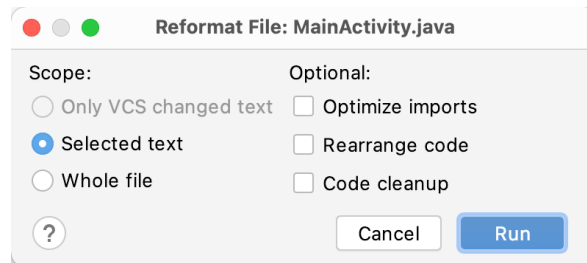 Reformat File: MainActivity.java
Scope:
Only VCS changed text
Selected text
Whole file
Optional:
Optimize imports
Rearrange code
Code cleanup
?
Cancel
Run